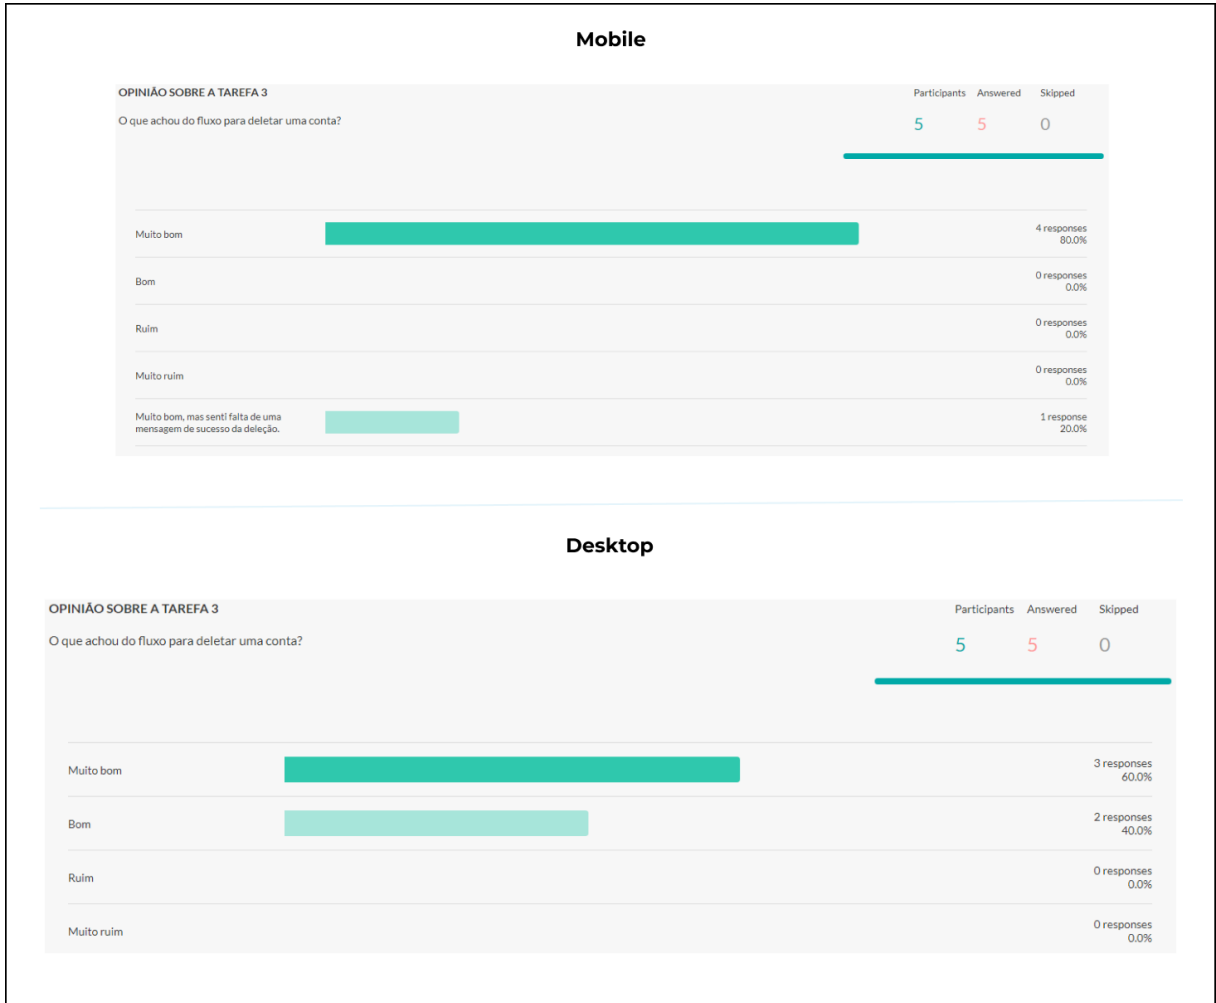 Mobile
OPINIÃO SOBRE A TAREFA 3
Participants Answered Skipped
O que achou do fluxo para deletar uma conta?
5 5 0
Muito bom
4 responses
80.0%
Bom
0 responses
0.0%
Ruim
0 responses
0.0%
Muito ruim
0 responses
0.0%
Muito bom, mas senti falta de uma
mensagem de sucesso da deleção.
1 response
20.0%
Desktop
OPINIÃO SOBRE A TAREFA 3
Participants Answered Skipped
O que achou do fluxo para deletar uma conta?
5 5 0
Muito bom
3 responses
60.0%
Bom
2 responses
40.0%
Ruim
0 responses
0.0%
Muito ruim
0 responses
0.0%